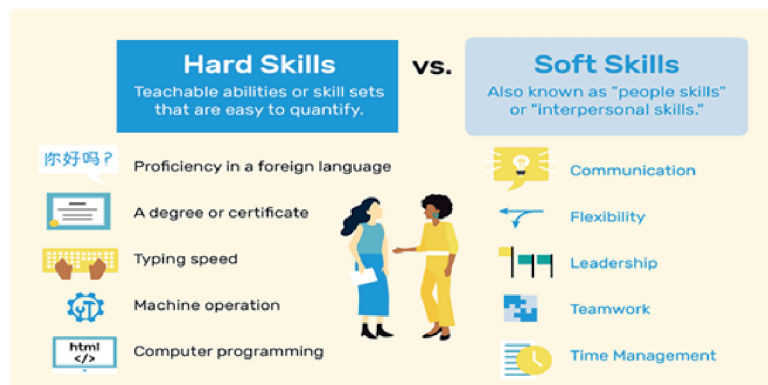 Hard Skills
Teachable abilities or skill sets
that are easy to quantify.
vs.
Soft Skills
Also known as "people skills"
or "interpersonal skills."
你好吗?
Proficiency in a foreign language
A degree or certificate
Typing speed
Machine operation
html
</>
Computer programming
Communication
Flexibility
Leadership
Teamwork
Time Management